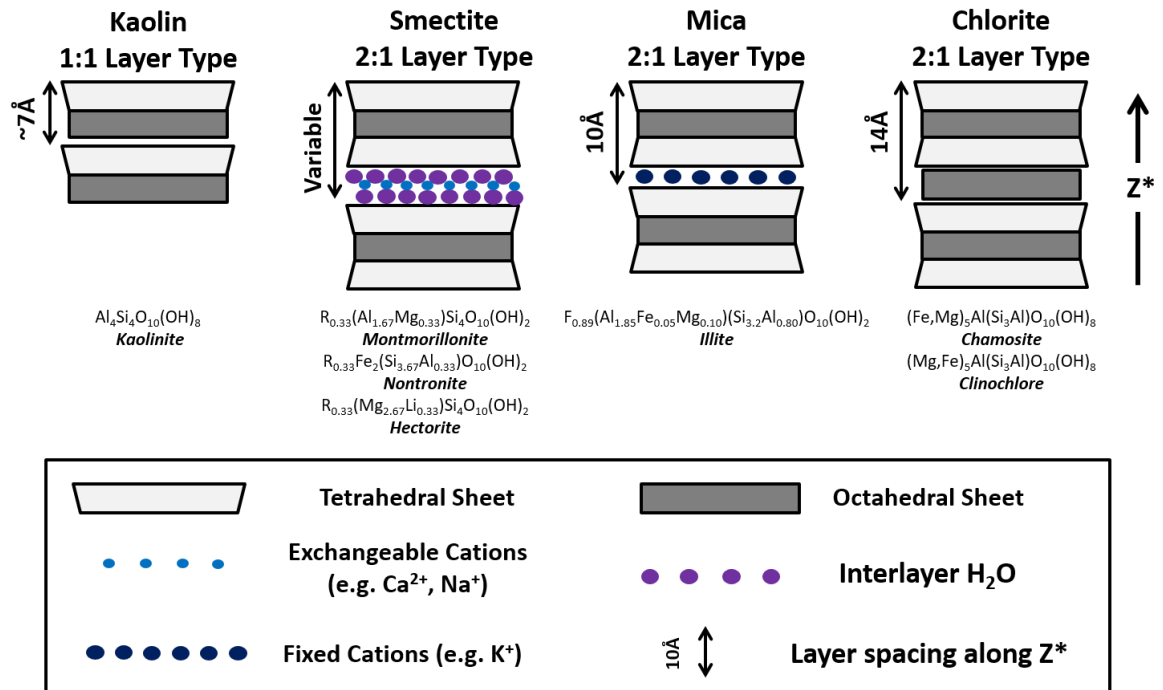 Kaolin
1:1 Layer Type
~7Å
Al₄Si₄O₁₀(OH)₈
Kaolinite
Smectite
2:1 Layer Type
Variable
R₀.₃₃(Al₁.₆₇Mg₀.₃₃)Si₄O₁₀(OH)₂
Montmorillonite
R₀.₃₃Fe₂(Si₃.₆₇Al₀.₃₃)O₁₀(OH)₂
Nontronite
R₀.₃₃(Mg₂.₆₇Li₀.₃₃)Si₄O₁₀(OH)₂
Hectorite
Mica
2:1 Layer Type
10Å
F₀.₈₉(Al₁.₈₅Fe₀.₀₅Mg₀.₁₀)(Si₃.₂Al₀.₈₀)O₁₀(OH)₂
Illite
Chlorite
2:1 Layer Type
14Å
(Fe,Mg)₅Al(Si₃Al)O₁₀(OH)₈
Chamosite
(Mg,Fe)₅Al(Si₃Al)O₁₀(OH)₈
Clinochlore
Z*
Tetrahedral Sheet
Octahedral Sheet
Exchangeable Cations
(e.g. Ca²⁺, Na⁺)
Interlayer H₂O
Fixed Cations (e.g. K⁺)
10Å
Layer spacing along Z*